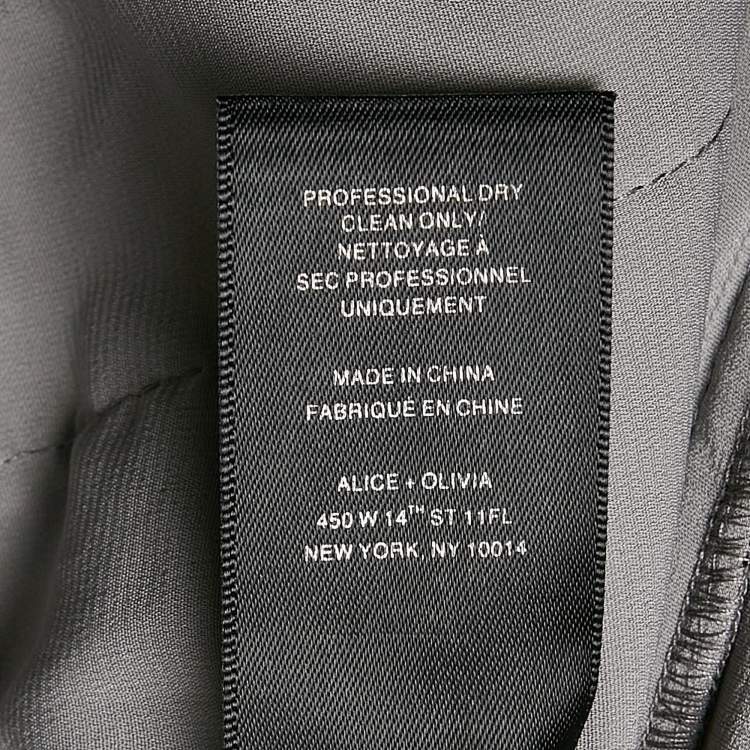 PROFESSIONAL DRY
CLEAN ONLY/
NETTOYAGE À
SEC PROFESSIONNEL
UNIQUEMENT
MADE IN CHINA
FABRIQUÉ EN CHINE
ALICE + OLIVIA
450 W 14TH ST 11FL
NEW YORK, NY 10014